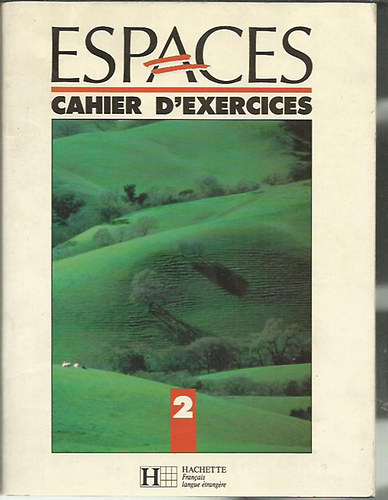 ESPACES
CAHIER D'EXERCICES
2
H HACHETTE
Français
langue étrangère